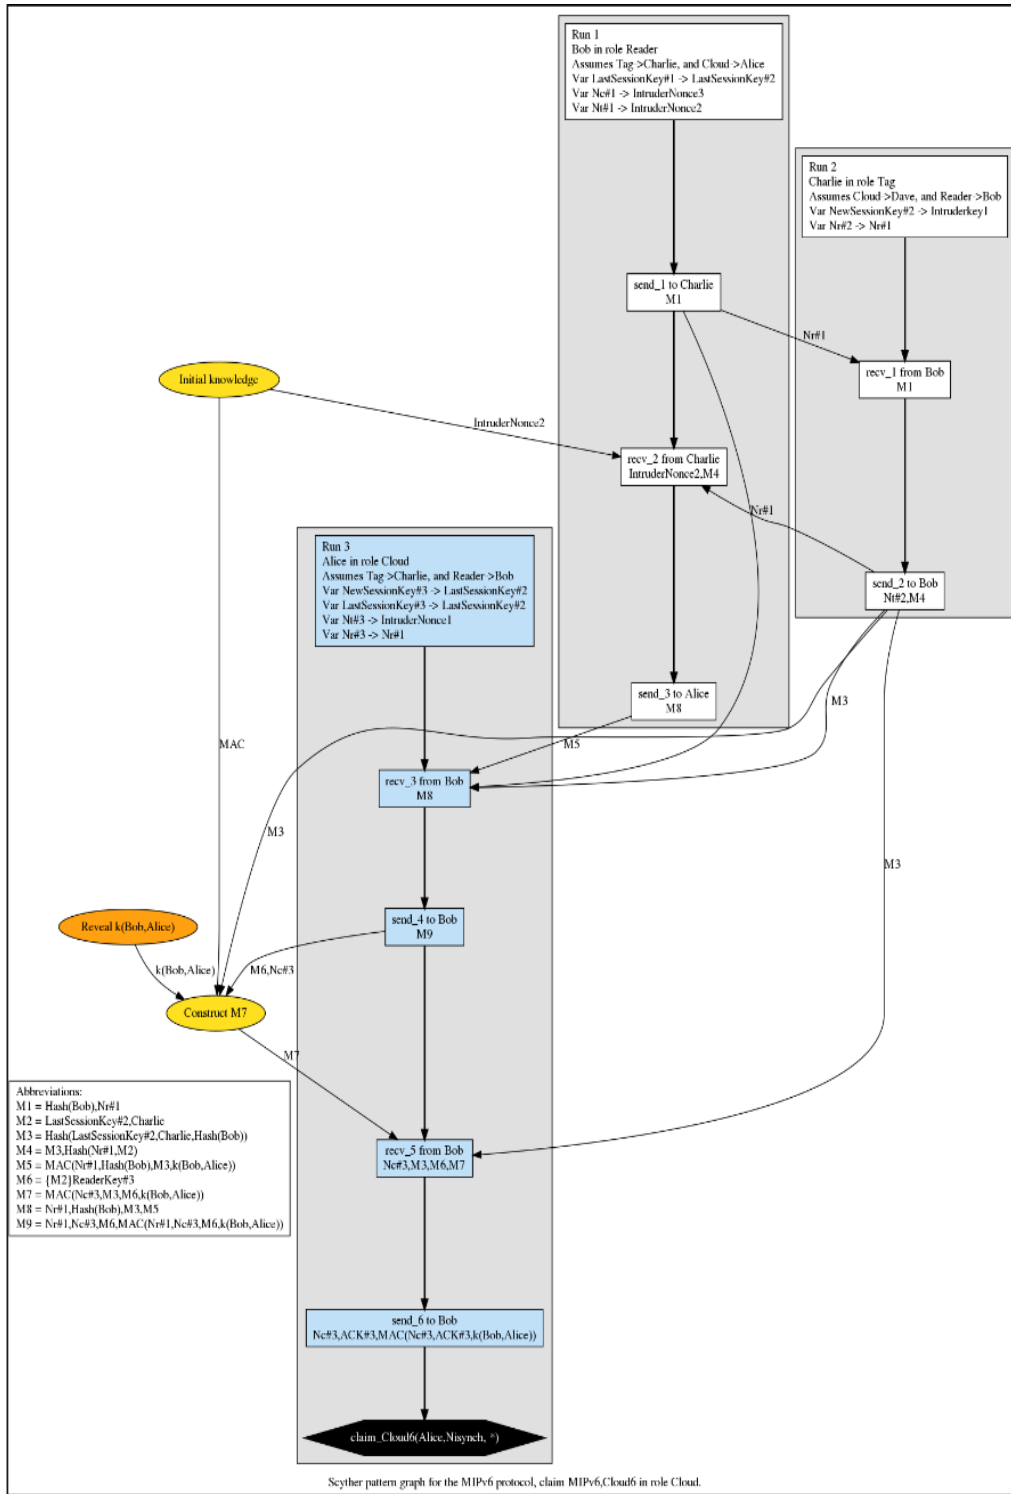 Run 1
Bob in role Reader
Assumes Tag->Charlie, and Cloud->Alice
Var LastSessionKey#1 -> LastSessionKey#2
Var Nc#1 -> IntruderNonce3
Var Nt#1 -> IntruderNonce2
Run 2
Charlie in role Tag
Assumes Cloud->Dave, and Reader->Bob
Var NewSessionKey#2 -> Intruderkey1
Var Nr#2 -> Nr#1
send_1 to Charlie
M1
Nr#1
recv_1 from Bob
M1
Initial knowledge
IntruderNonce2
recv_2 from Charlie
IntruderNonce2,M4
Nr#1
Run 3
Alice in role Cloud
Assumes Tag->Charlie, and Reader->Bob
Var NewSessionKey#3 -> LastSessionKey#2
Var LastSessionKey#3 -> LastSessionKey#2
Var Nt#3 -> IntruderNonce1
Var Nr#3 -> Nr#1
send_2 to Bob
Nt#2,M4
send_3 to Alice
M8
M3
MAC
M5
recv_3 from Bob
M8
M3
M3
send_4 to Bob
M9
Reveal k(Bob,Alice)
k(Bob,Alice)
M6,Nc#3
Construct M7
M7
Abbreviations:
M1 = Hash(Bob),Nr#1
M2 = LastSessionKey#2,Charlie
M3 = Hash(LastSessionKey#2,Charlie,Hash(Bob))
M4 = M3,Hash(Nr#1,M2)
M5 = MAC(Nr#1,Hash(Bob),M3,k(Bob,Alice))
M6 = {M2}ReaderKey#3
M7 = MAC(Nc#3,M3,M6,k(Bob,Alice))
M8 = Nr#1,Hash(Bob),M3,M5
M9 = Nr#1,Nc#3,M6,MAC(Nr#1,Nc#3,M6,k(Bob,Alice))
recv_5 from Bob
Nc#3,M3,M6,M7
send_6 to Bob
Nc#3,ACK#3,MAC(Nc#3,ACK#3,k(Bob,Alice))
claim_Cloud6(Alice,Nisynch, *)
Scyther pattern graph for the MIPv6 protocol, claim MIPv6,Cloud6 in role Cloud.